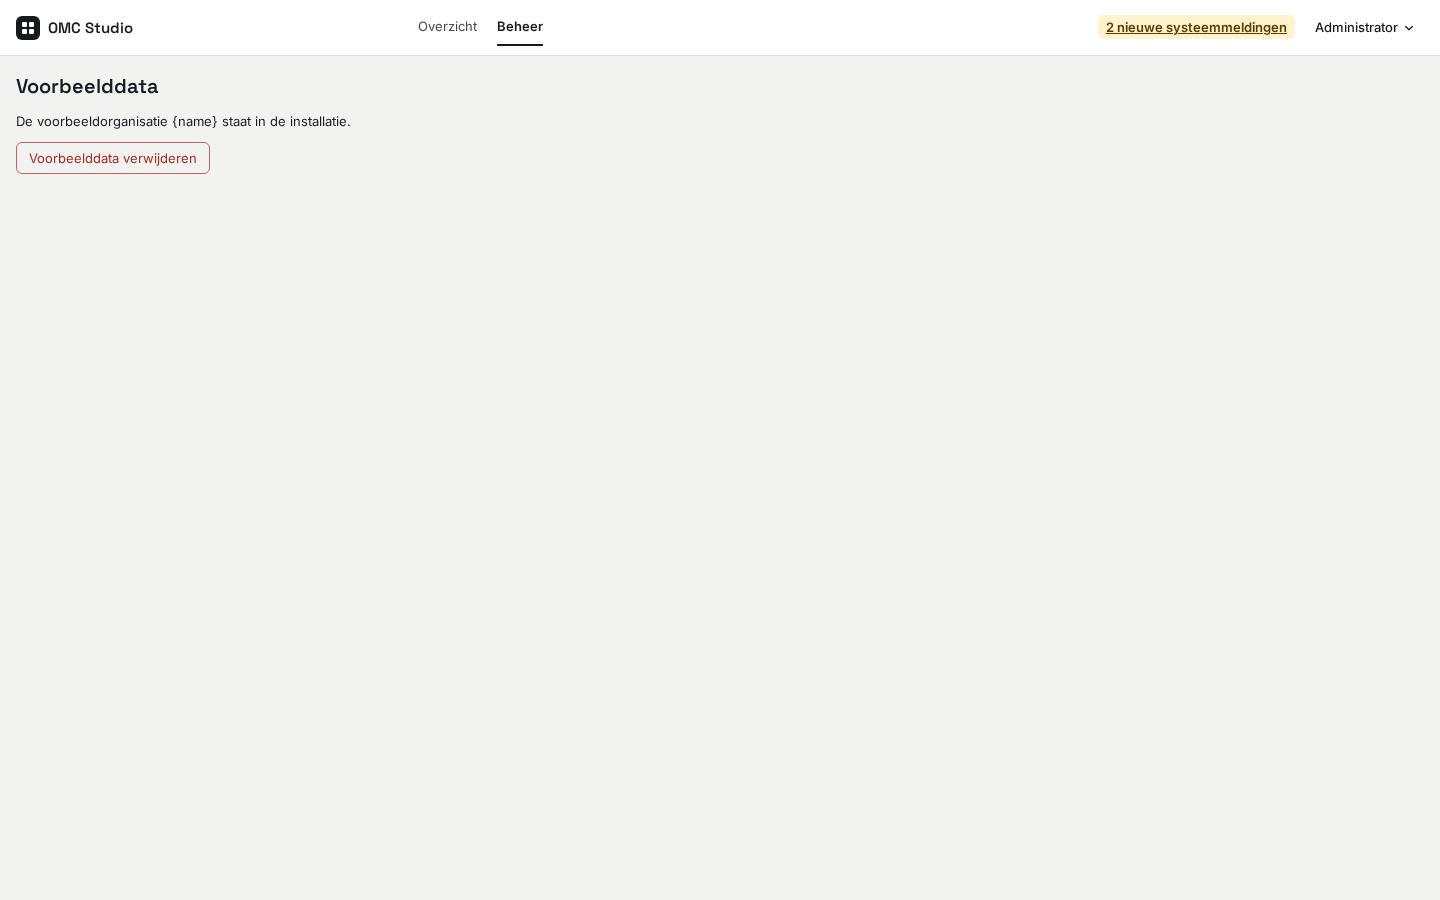 OMC Studio
Overzicht
Beheer
2 nieuwe systeemmeldingen
Administrator
Voorbeelddata
De voorbeeldorganisatie {name} staat in de installatie.
Voorbeelddata verwijderen